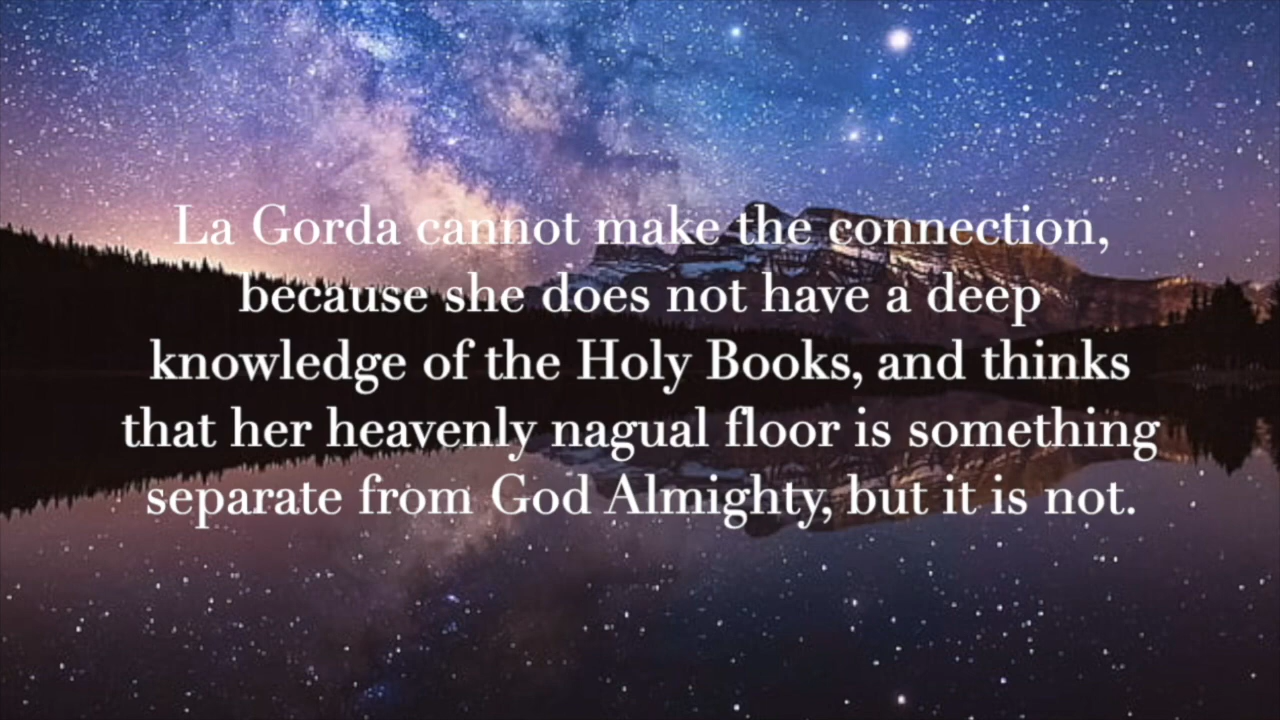 La Gorda cannot make the connection,
because she does not have a deep
knowledge of the Holy Books, and thinks
that her heavenly nagual floor is something
separate from God Almighty, but it is not.